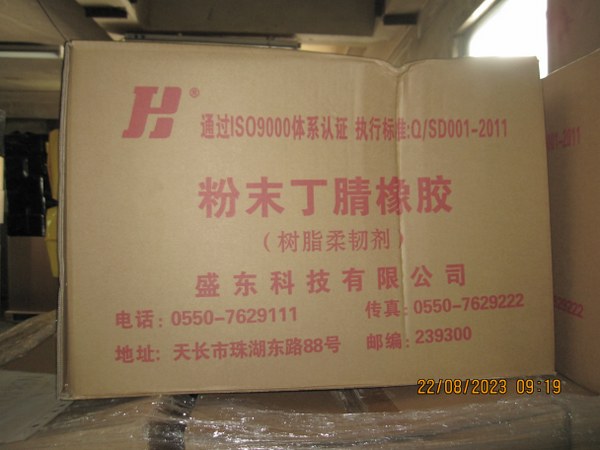 H®
通过ISO9000体系认证 执行标准:Q/SD001-2011
粉末丁腈橡胶
(树脂柔韧剂)
盛东科技有限公司
电话:0550-7629111 传真:0550-7629222
地址:天长市珠湖东路88号 邮编:239300
001-2011
29222
22/08/2023 09:19